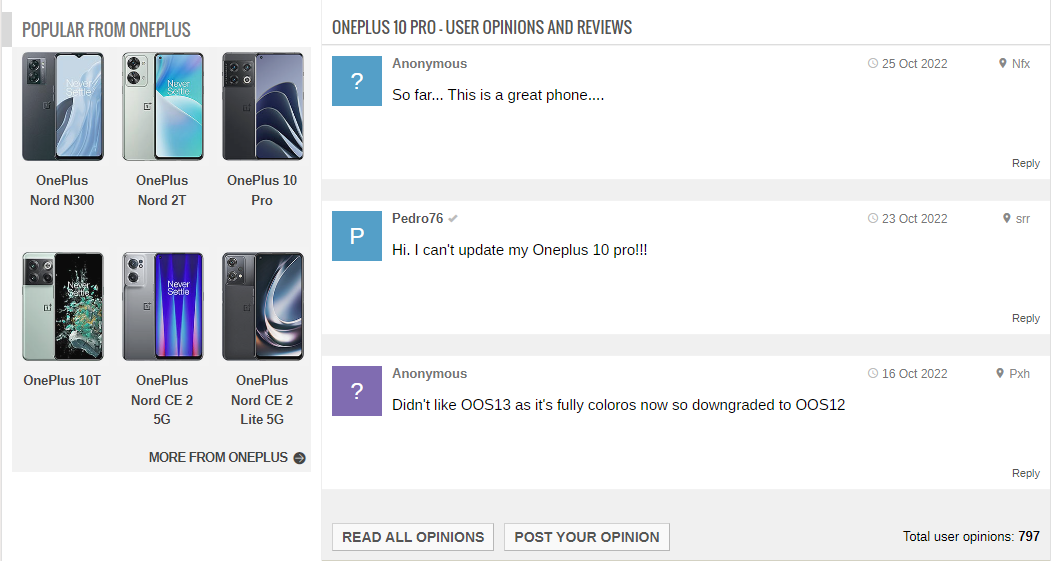 POPULAR FROM ONEPLUS
Never
Settle
OnePlus
Nord N300
Never
Settle
OnePlus
Nord 2T
OnePlus 10
Pro
Never
Settle
OnePlus 10T
Never
Settle
OnePlus
Nord CE 2
5G
OnePlus
Nord CE 2
Lite 5G
MORE FROM ONEPLUS
ONEPLUS 10 PRO - USER OPINIONS AND REVIEWS
?
Anonymous
25 Oct 2022
Nfx
So far... This is a great phone....
Reply
P
Pedro76
23 Oct 2022
srr
Hi. I can't update my Oneplus 10 pro!!!
Reply
?
Anonymous
16 Oct 2022
Pxh
Didn't like OOS13 as it's fully coloros now so downgraded to OOS12
Reply
READ ALL OPINIONS
POST YOUR OPINION
Total user opinions: 797